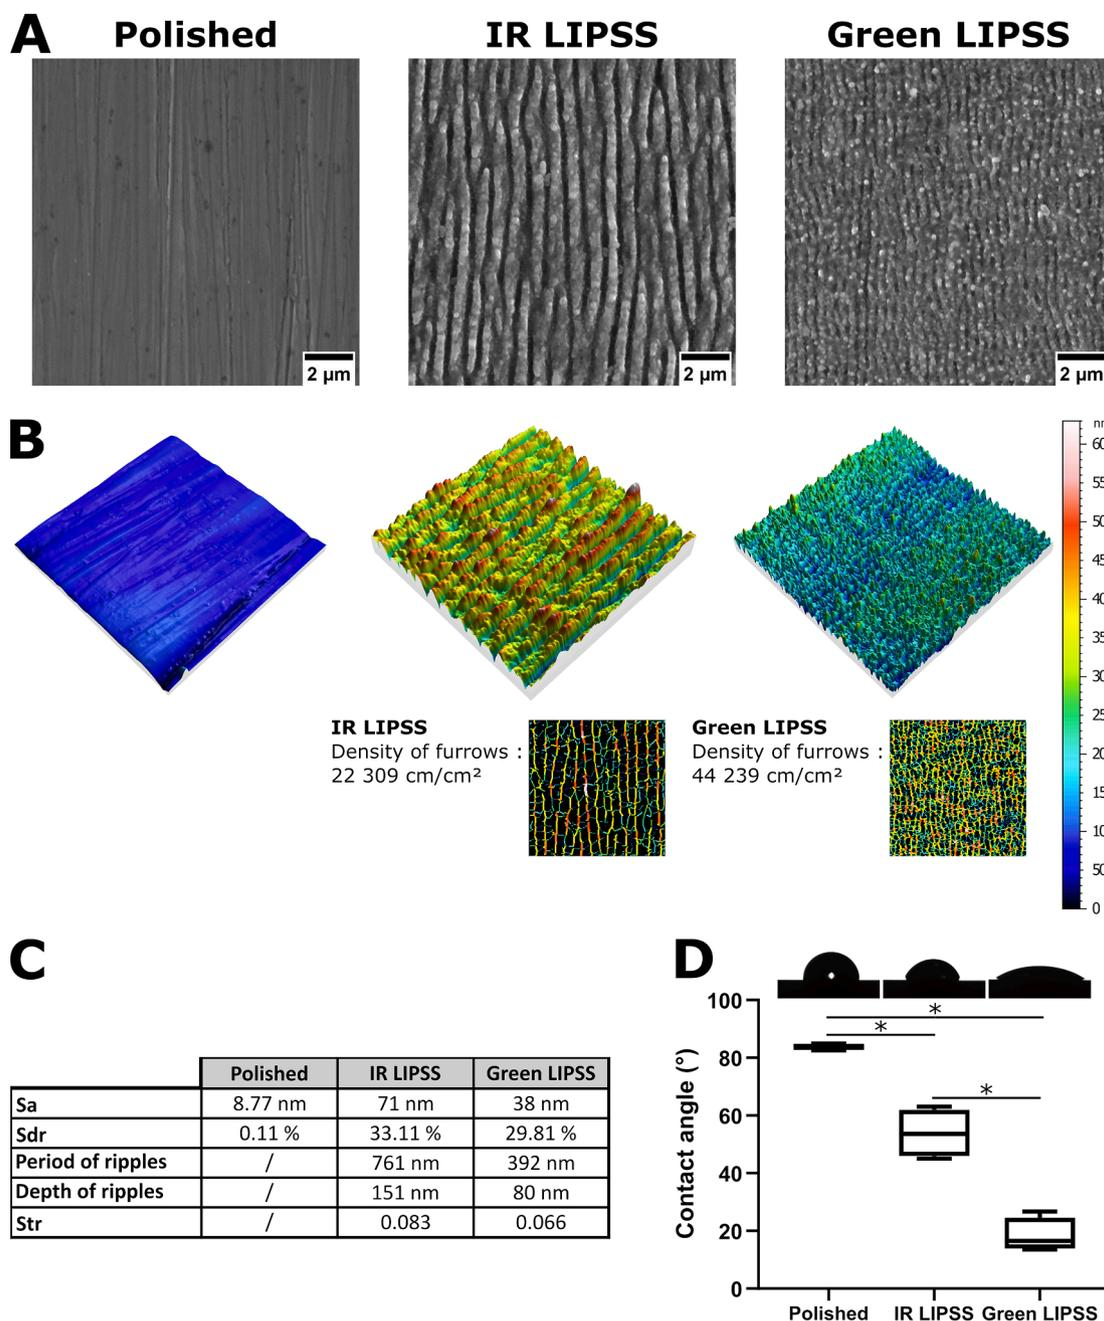 A
Polished
IR LIPSS
Green LIPSS
2 µm
2 µm
2 µm
B
IR LIPSS
Density of furrows :
22 309 cm/cm²
Green LIPSS
Density of furrows :
44 239 cm/cm²
50
0
C
Polished IR LIPSS Green LIPSS
Sa 8.77 nm 71 nm 38 nm
Sdr 0.11 % 33.11 % 29.81 %
Period of ripples / 761 nm 392 nm
Depth of ripples / 151 nm 80 nm
Str / 0.083 0.066
D
Contact angle (°)
100
80
60
40
20
0
* 
*
*
Polished IR LIPSS Green LIPSS